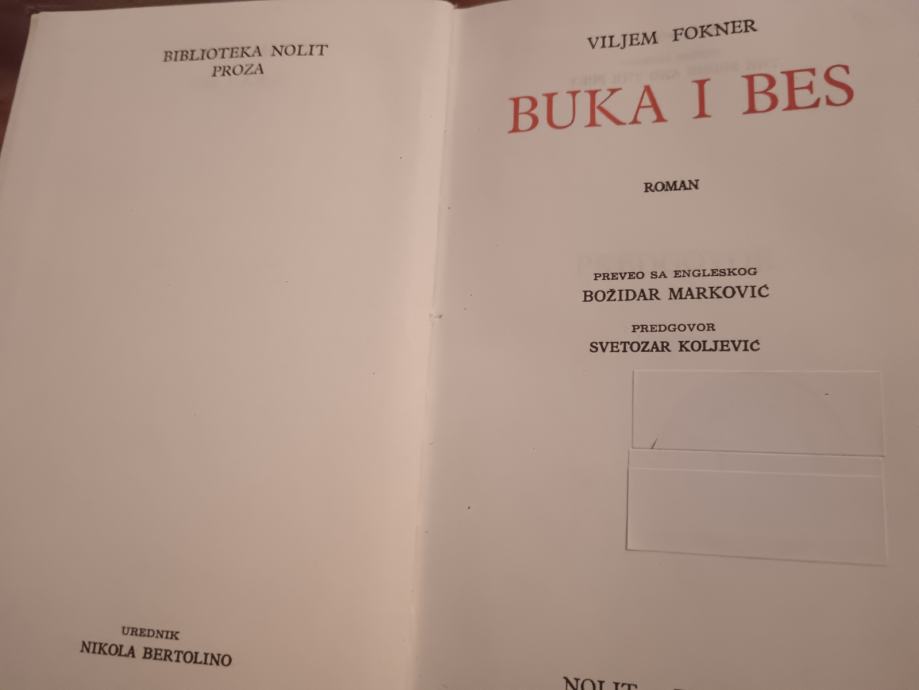 BIBLIOTEKA NOLIT
PROZA
UREDNIK
NIKOLA BERTOLINO
VILJEM FOKNER
BUKA I BES
ROMAN
PREVEO SA ENGLESKOG
BOŽIDAR MARKOVIĆ
PREDGOVOR
SVETOZAR KOLJEVIĆ
NOLIT